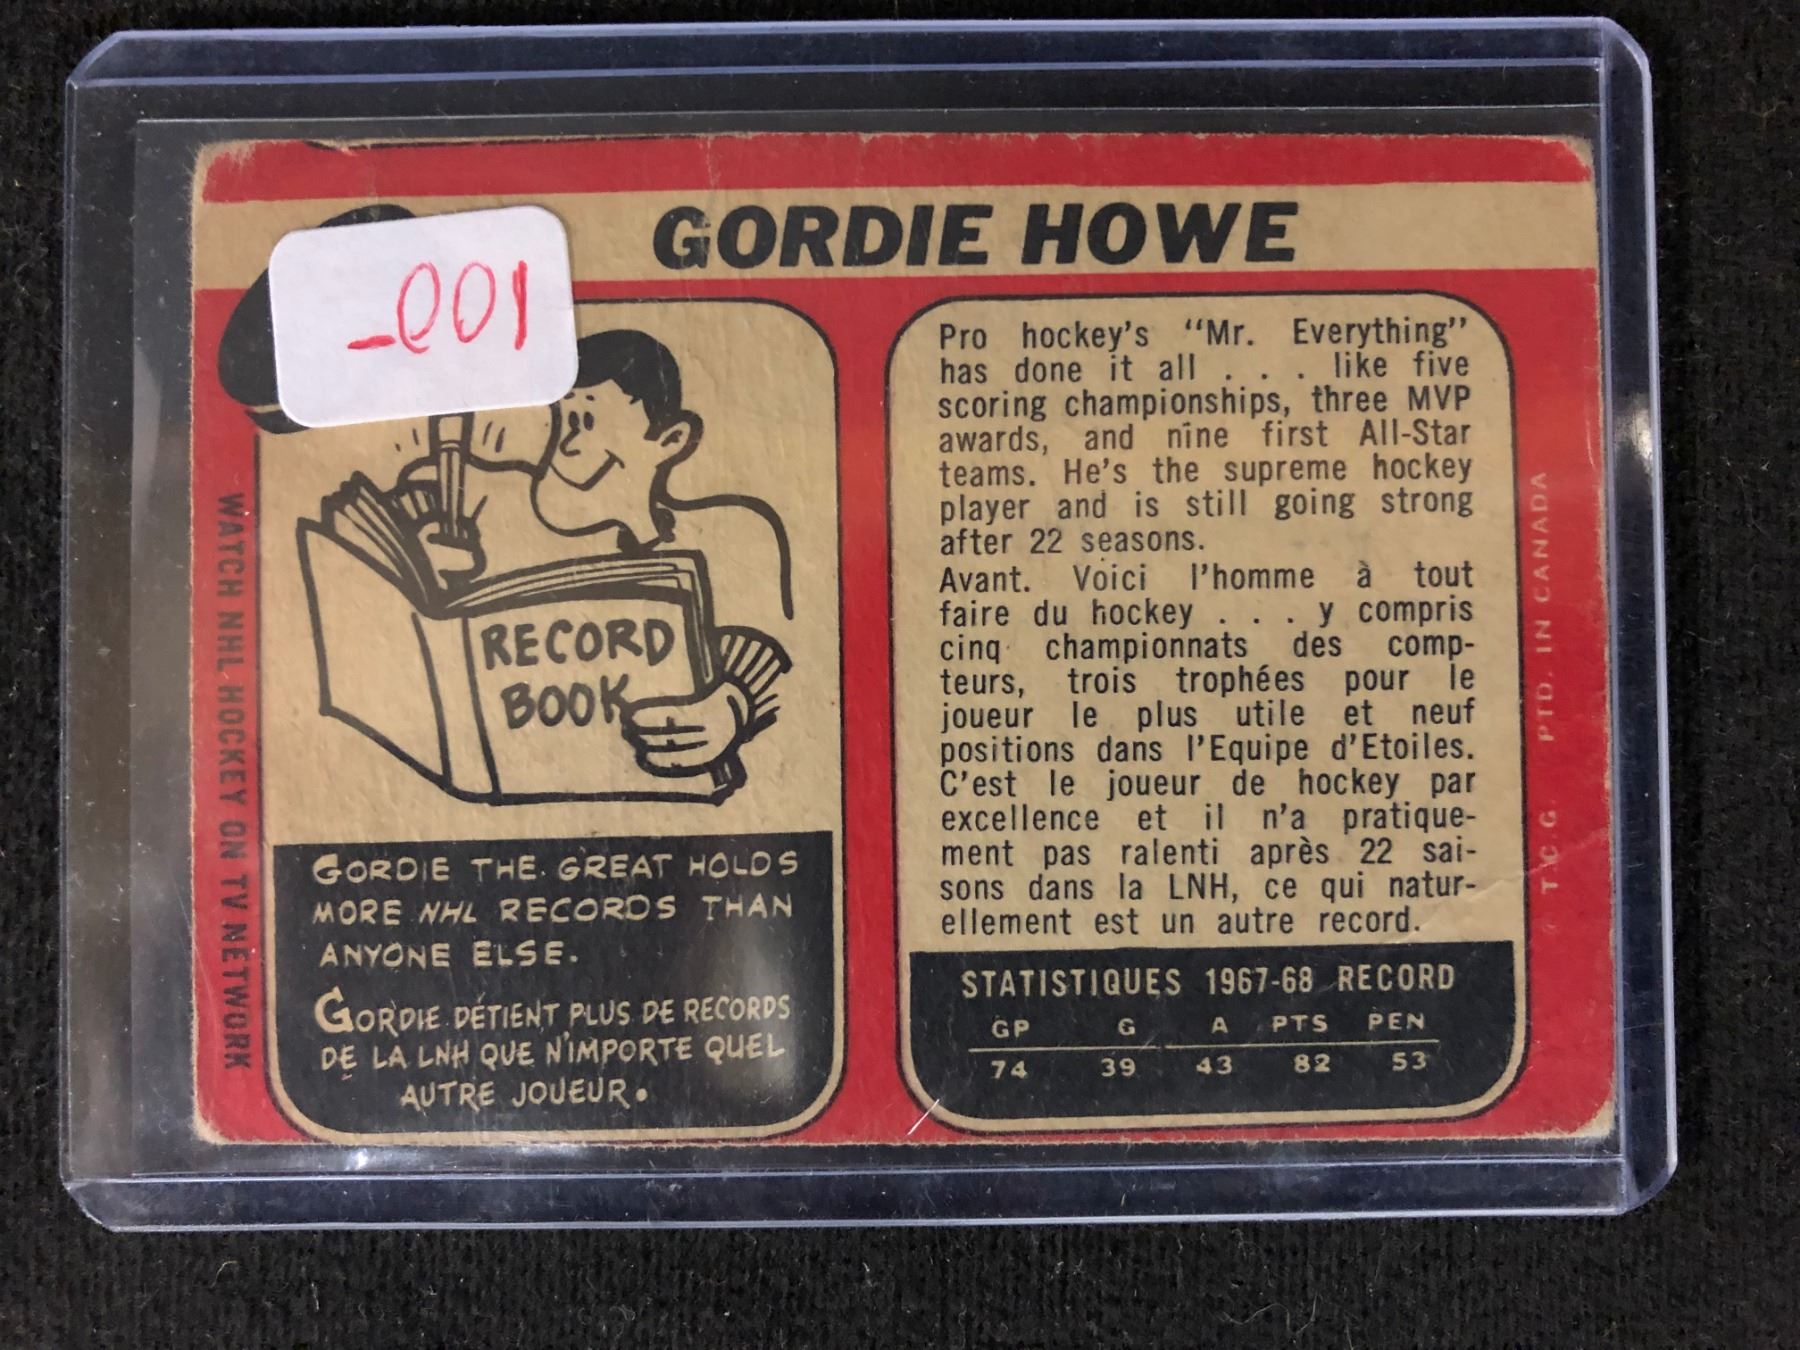 GORDIE HOWE
100-
RECORD
BOOK
GORDIE THE GREAT HOLDS
MORE NHL RECORDS THAN
ANYONE ELSE.
GORDIE DÉTIENT PLUS DE RECORDS
DE LA LNH QUE N'IMPORTE QUEL
AUTRE JOUEUR.
WATCH NHL HOCKEY ON TV NETWORK
Pro hockey's "Mr. Everything"
has done it all . . . like five
scoring championships, three MVP
awards, and nine first All-Star
teams. He's the supreme hockey
player and is still going strong
after 22 seasons.
Avant. Voici l'homme à tout
faire du hockey . . . y compris
cinq championnats des comp-
teurs, trois trophées pour le
joueur le plus utile et neuf
positions dans l'Equipe d'Etoiles.
C'est le joueur de hockey par
excellence et il n'a pratique-
ment pas ralenti après 22 sai-
sons dans la LNH, ce qui natur-
ellement est un autre record.
STATISTIQUES 1967-68 RECORD
GP G A PTS PEN
74 39 43 82 53
© T.C.G. PTD. IN CANADA